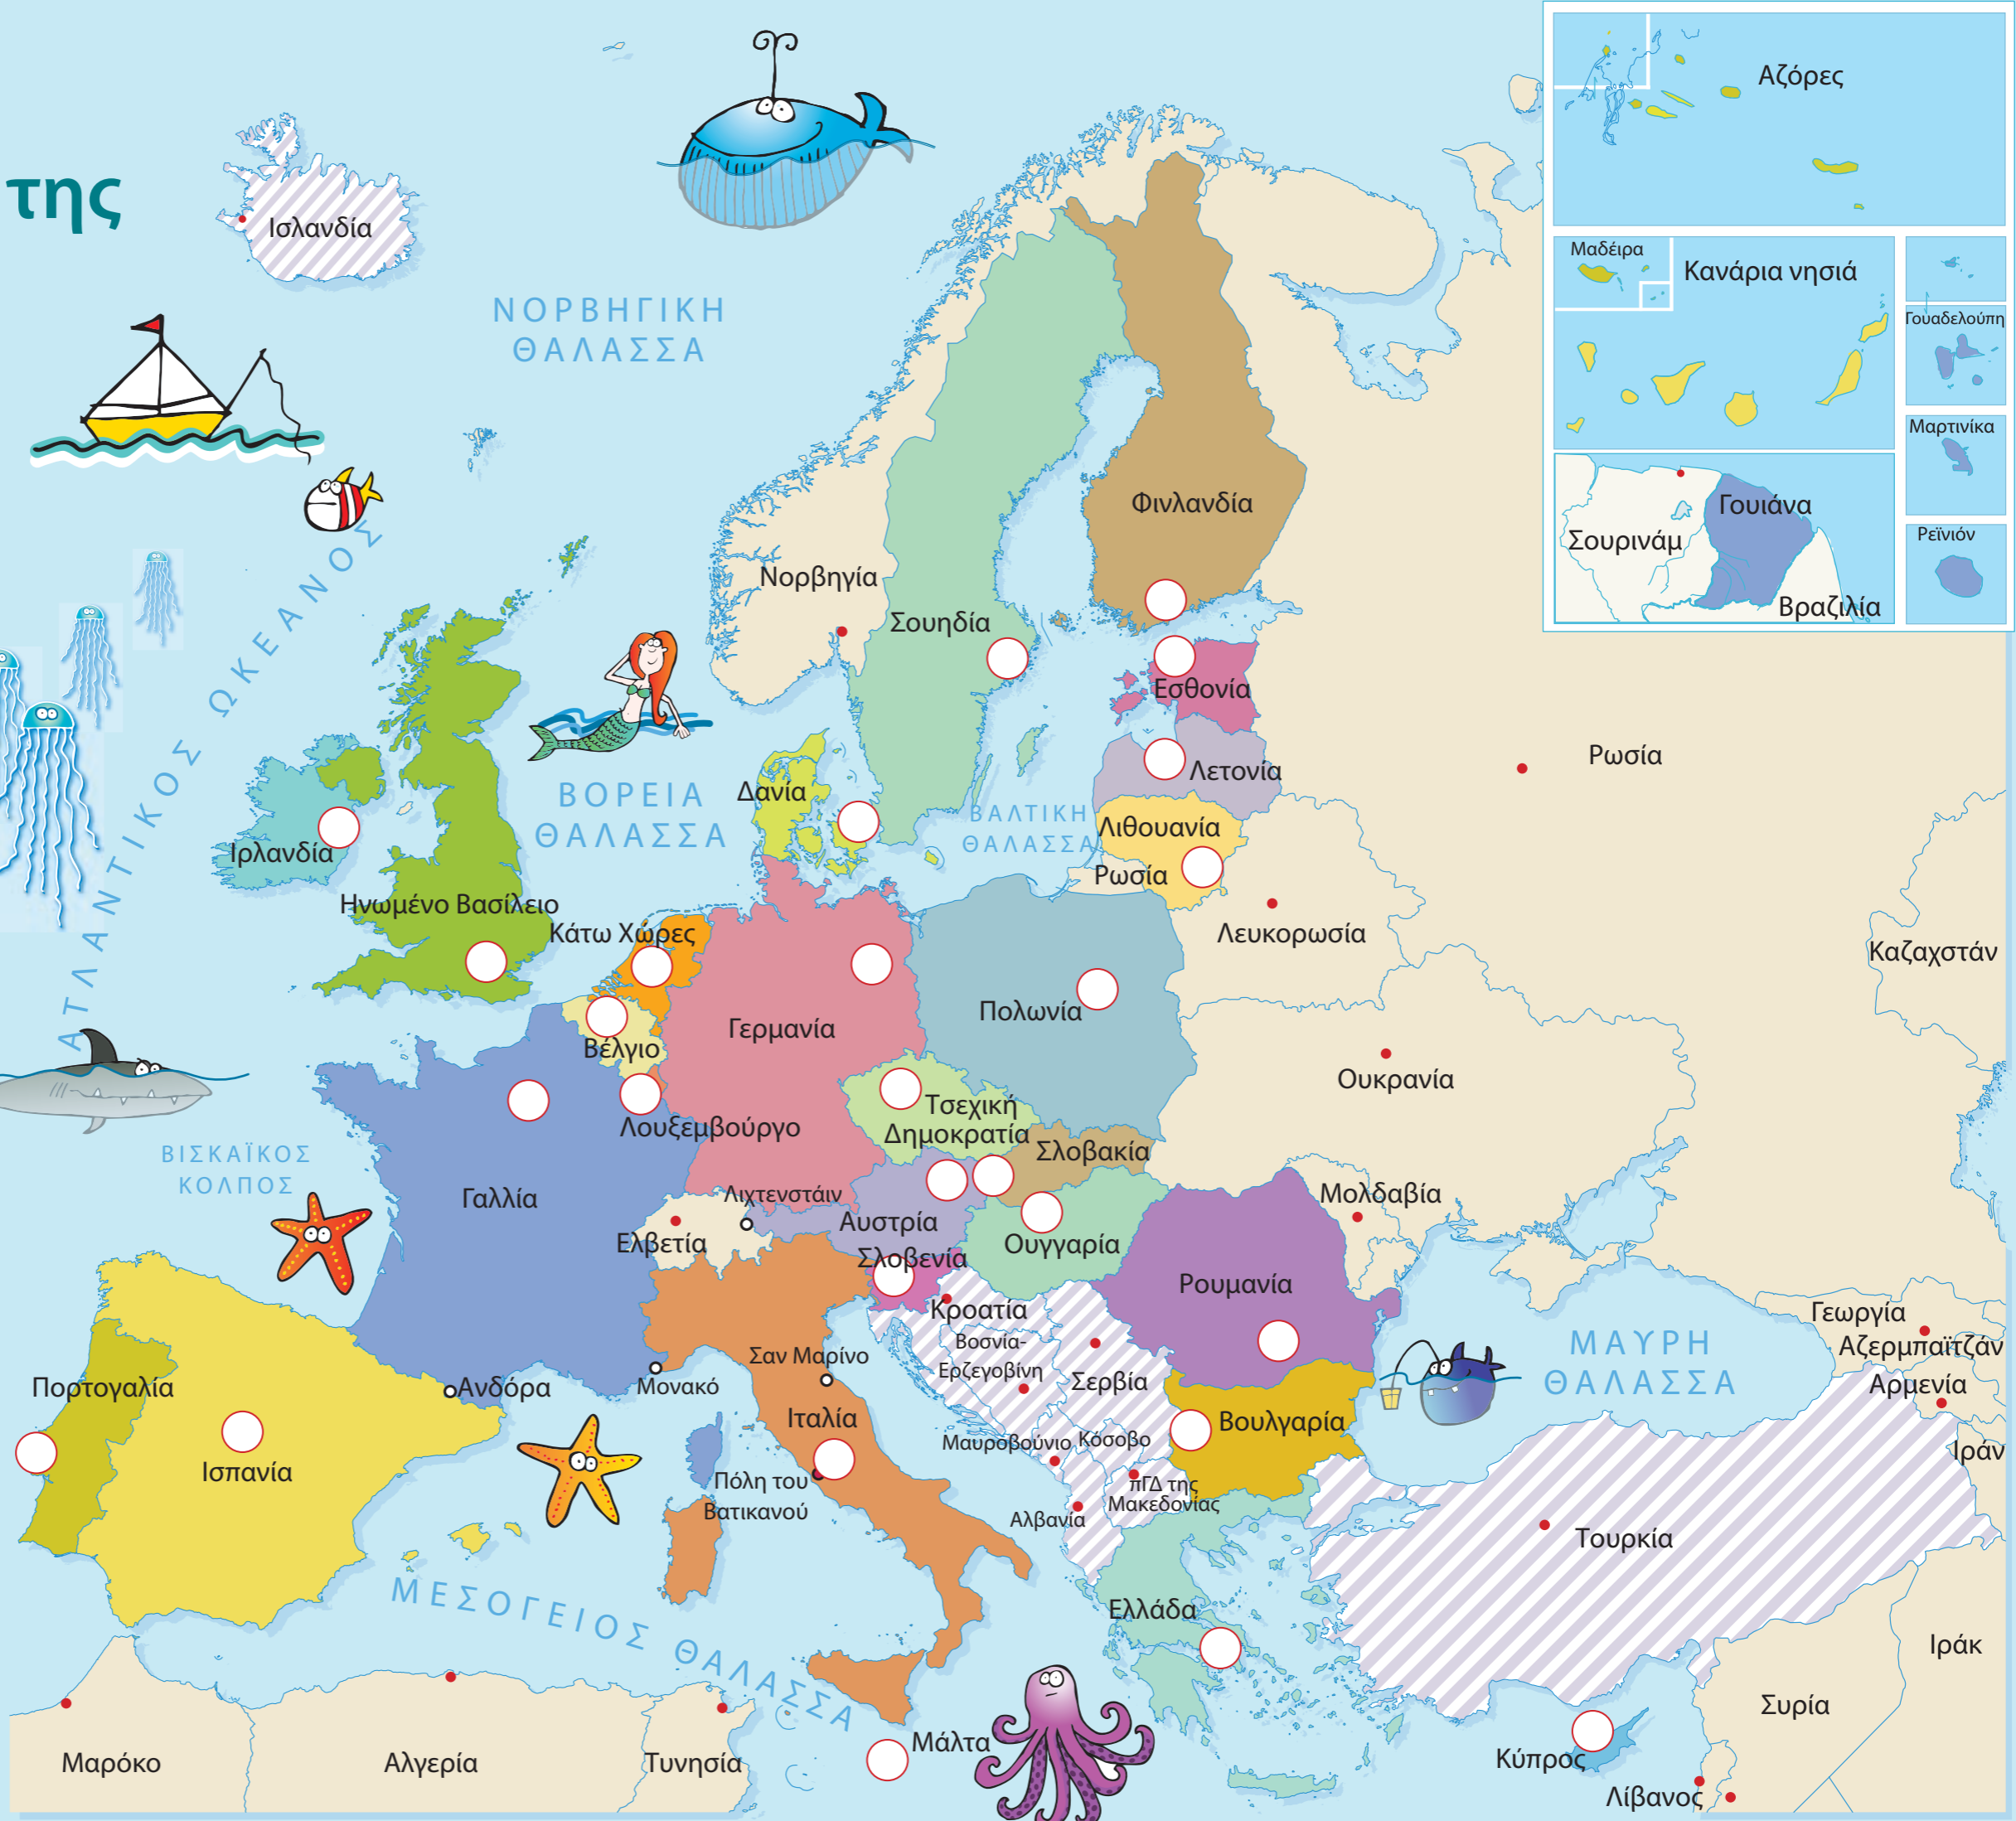 της
Αζόρες
Μαδέιρα
Κανάρια νησιά
Γουαδελούπη
Μαρτινίκα
Ρεϊνιόν
Γουιάνα
Σουρινάμ
Βραζιλία
Ισλανδία
ΝΟΡΒΗΓΙΚΗ
ΘΑΛΑΣΣΑ
ΑΤΛΑΝΤΙΚΟΣ ΩΚΕΑΝΟΣ
Φινλανδία
Νορβηγία
Σουηδία
Εσθονία
Ρωσία
Λετονία
Δανία
ΒΟΡΕΙΑ
ΘΑΛΑΣΣΑ
ΒΑΛΤΙΚΗ
ΘΑΛΑΣΣΑ
Λιθουανία
Ρωσία
Ιρλανδία
Ηνωμένο Βασίλειο
Κάτω Χώρες
Λευκορωσία
Καζαχστάν
Πολωνία
Γερμανία
Βέλγιο
Ουκρανία
Τσεχική
Δημοκρατία
Λουξεμβούργο
Σλοβακία
ΒΙΣΚΑΪΚΟΣ
ΚΟΛΠΟΣ
Γαλλία
Λιχτενστάιν
Μολδαβία
Αυστρία
Ελβετία
Ουγγαρία
Σλοβενία
Ρουμανία
Κροατία
Γεωργία
Αζερμπαϊτζάν
Βοσνία-
Ερζεγοβίνη
ΜΑΥΡΗ
ΘΑΛΑΣΣΑ
Σαν Μαρίνο
Σερβία
Αρμενία
Πορτογαλία
Ανδόρα
Μονακό
Ιταλία
Βουλγαρία
Μαυροβούνιο
Κόσοβο
Ιράν
Ισπανία
Πόλη του
Βατικανού
πΓΔ της
Μακεδονίας
Αλβανία
Τουρκία
ΜΕΣΟΓΕΙΟΣ ΘΑΛΑΣΣΑ
Ελλάδα
Ιράκ
Συρία
Μάλτα
Κύπρος
Μαρόκο
Αλγερία
Τυνησία
Λίβανος